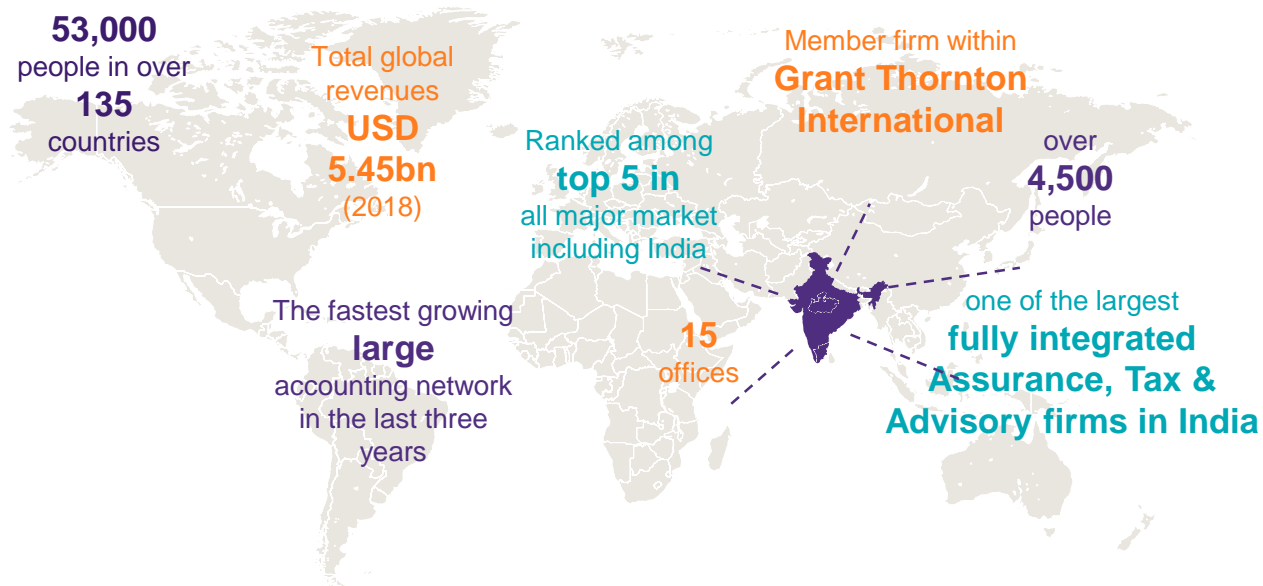 53,000
people in over
135
countries
Total global
revenues
USD
5.45bn
(2018)
The fastest growing
large
accounting network
in the last three
years
Ranked among
top 5 in
all major market
including India
Member firm within
Grant Thornton
International
over
4,500
people
15
offices
one of the largest
fully integrated
Assurance, Tax &
Advisory firms in India